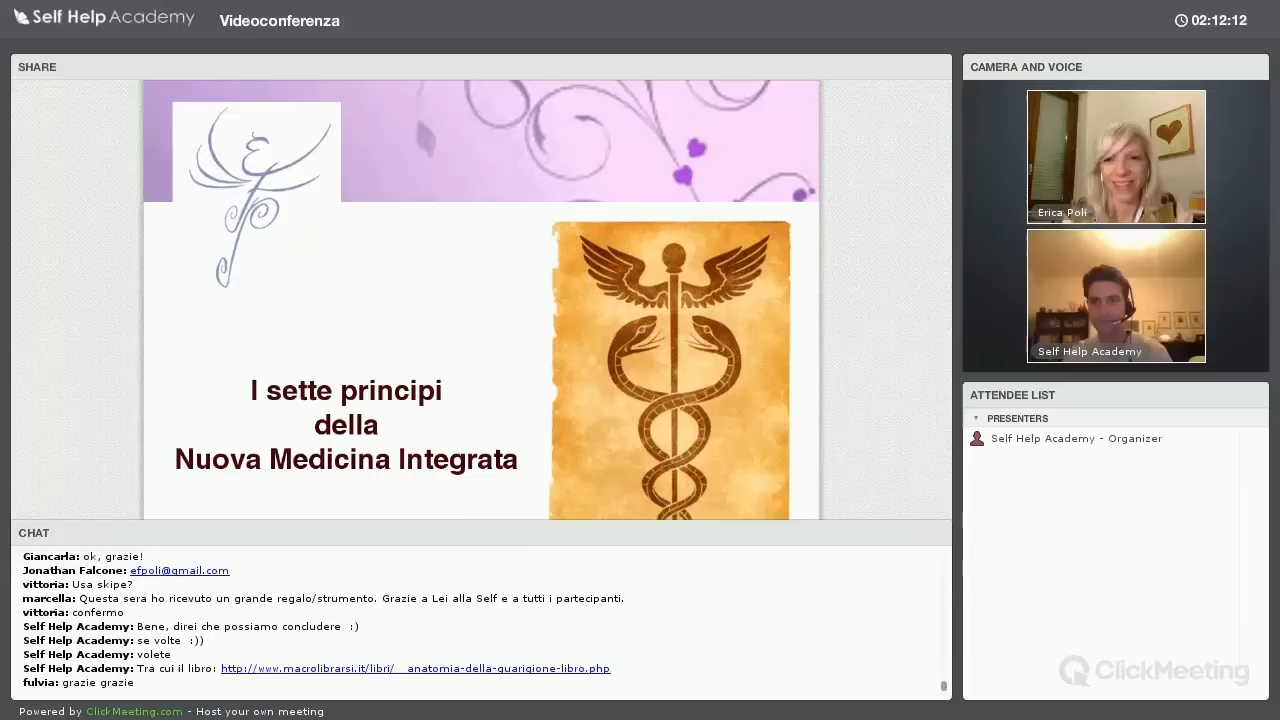 Self Help Academy
Videoconferenza
02:12:12
SHARE
I sette principi
della
Nuova Medicina Integrata
CAMERA AND VOICE
Erica Poli
Self Help Academy
ATTENDEE LIST
PRESENTERS
Self Help Academy - Organizer
CHAT
Giancarla: ok, grazie!
Jonathan Falcone: efpoli@gmail.com
vittoria: Usa skipe?
marcella: Questa sera ho ricevuto un grande regalo/strumento. Grazie a Lei alla Self e a tutti i partecipanti.
vittoria: confermo
Self Help Academy: Bene, direi che possiamo concludere :)
Self Help Academy: se volte :))
Self Help Academy: volete
Self Help Academy: Tra cui il libro: http://www.macrolibrarsi.it/libri/__anatomia-della-guarigione-libro.php
fulvia: grazie grazie
ClickMeeting
Powered by ClickMeeting.com - Host your own meeting